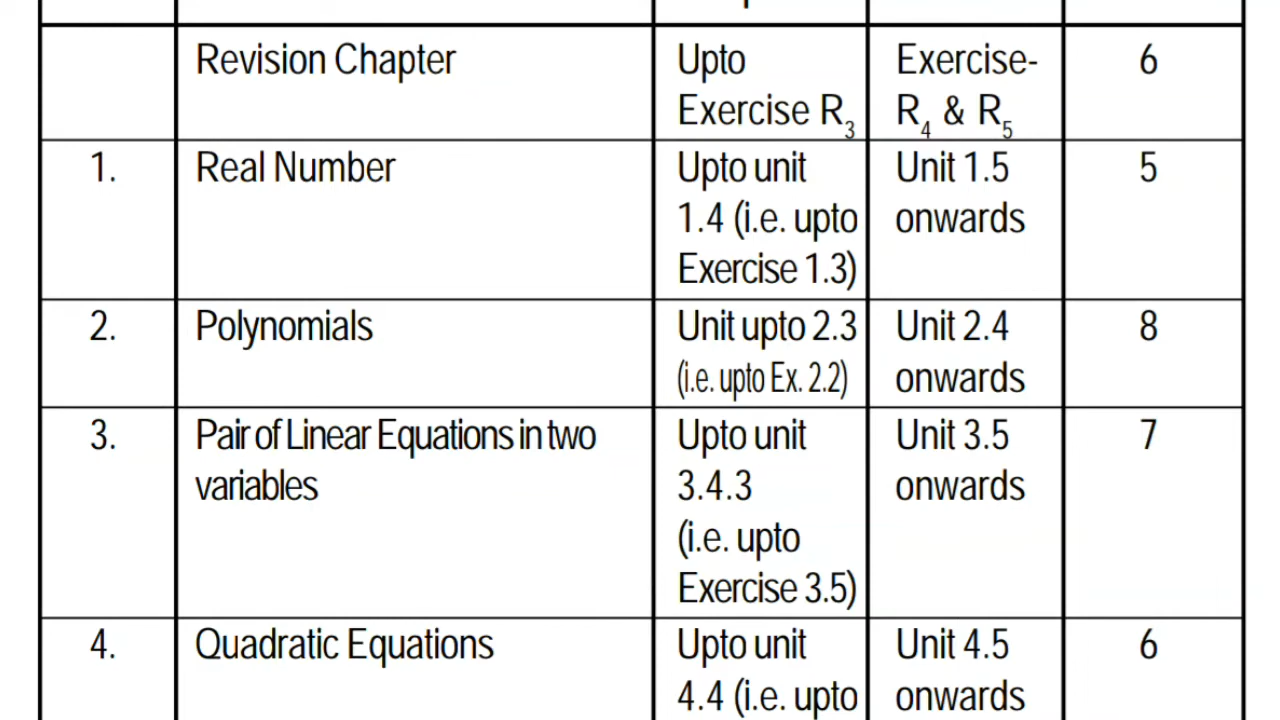 Revision Chapter Upto Exercise- 6
Exercise R3 R4 & R5
1. Real Number Upto unit Unit 1.5 5
1.4 (i.e. upto onwards
Exercise 1.3)
2. Polynomials Unit upto 2.3 Unit 2.4 8
(i.e. upto Ex. 2.2) onwards
3. Pair of Linear Equations in two Upto unit Unit 3.5 7
variables 3.4.3 onwards
(i.e. upto
Exercise 3.5)
4. Quadratic Equations Upto unit Unit 4.5 6
4.4 (i.e. upto onwards